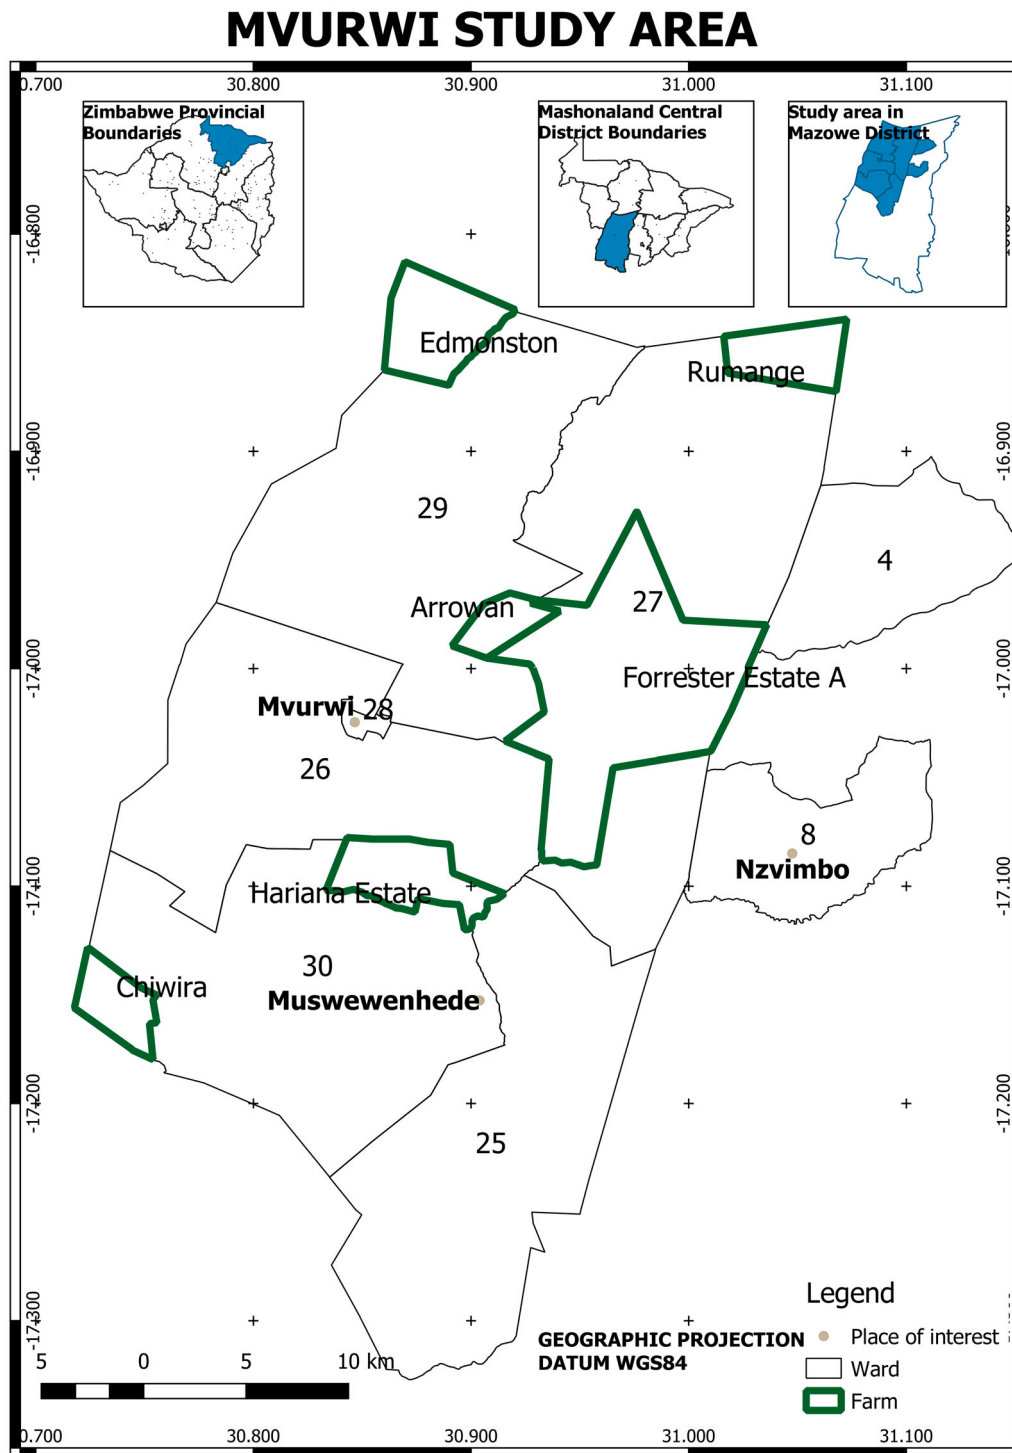 MVURWI STUDY AREA
0.700 30.800 30.900 31.000 31.100
Zimbabwe Provincial
Boundaries
Mashonaland Central
District Boundaries
Study area in
Mazowe District
-16.800
Edmonston
Rumange
-16.900 -16.900
29
4
27
Arrowan
-17.000 -17.000
Forrester Estate A
Mvurwi 28
26
8
Nzvimbo
-17.100 -17.100
Hariana Estate
30
Chiwira
Muswewenhede
-17.200 -17.200
25
Legend
-17.300
GEOGRAPHIC PROJECTION
DATUM WGS84
Place of interest
Ward
Farm
5 0 5 10 km
0.700 30.800 30.900 31.000 31.100